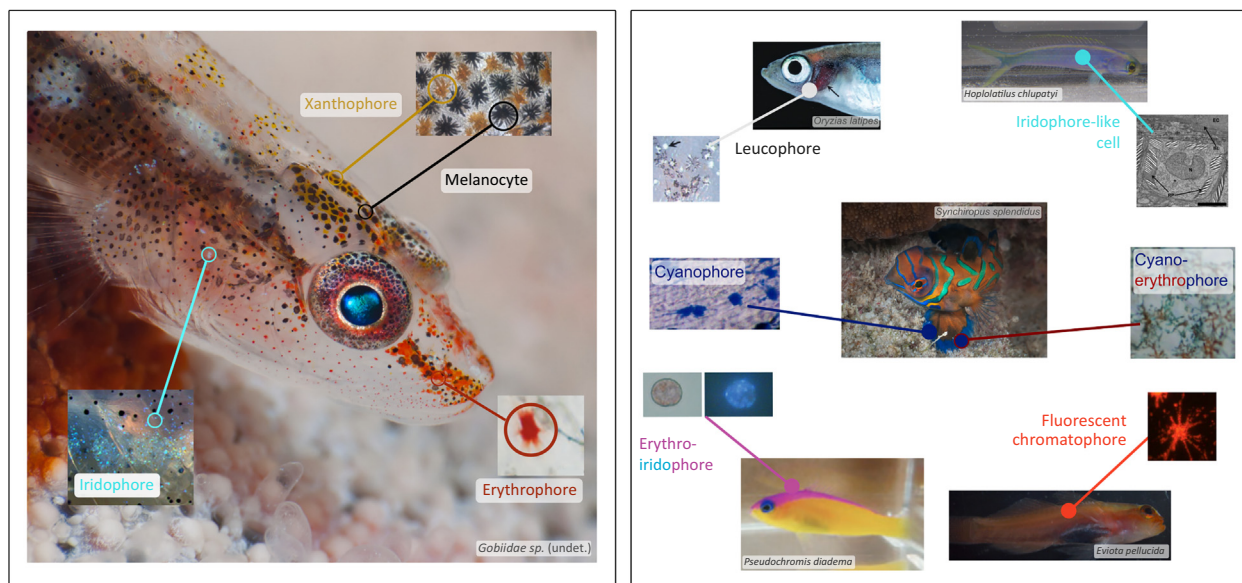 Xanthophore
Melanocyte
Iridophore
Erythrophore
Gobiidae sp. (undet.)
Oryzias latipes
Leucophore
Hoplolatilus chlupatyi
Iridophore-like
cell
Synchiropus splendidus
Cyanophore
Cyano-
erythrophore
Erythro-
iridophore
Pseudochromis diadema
Fluorescent
chromatophore
Eviota pellucida